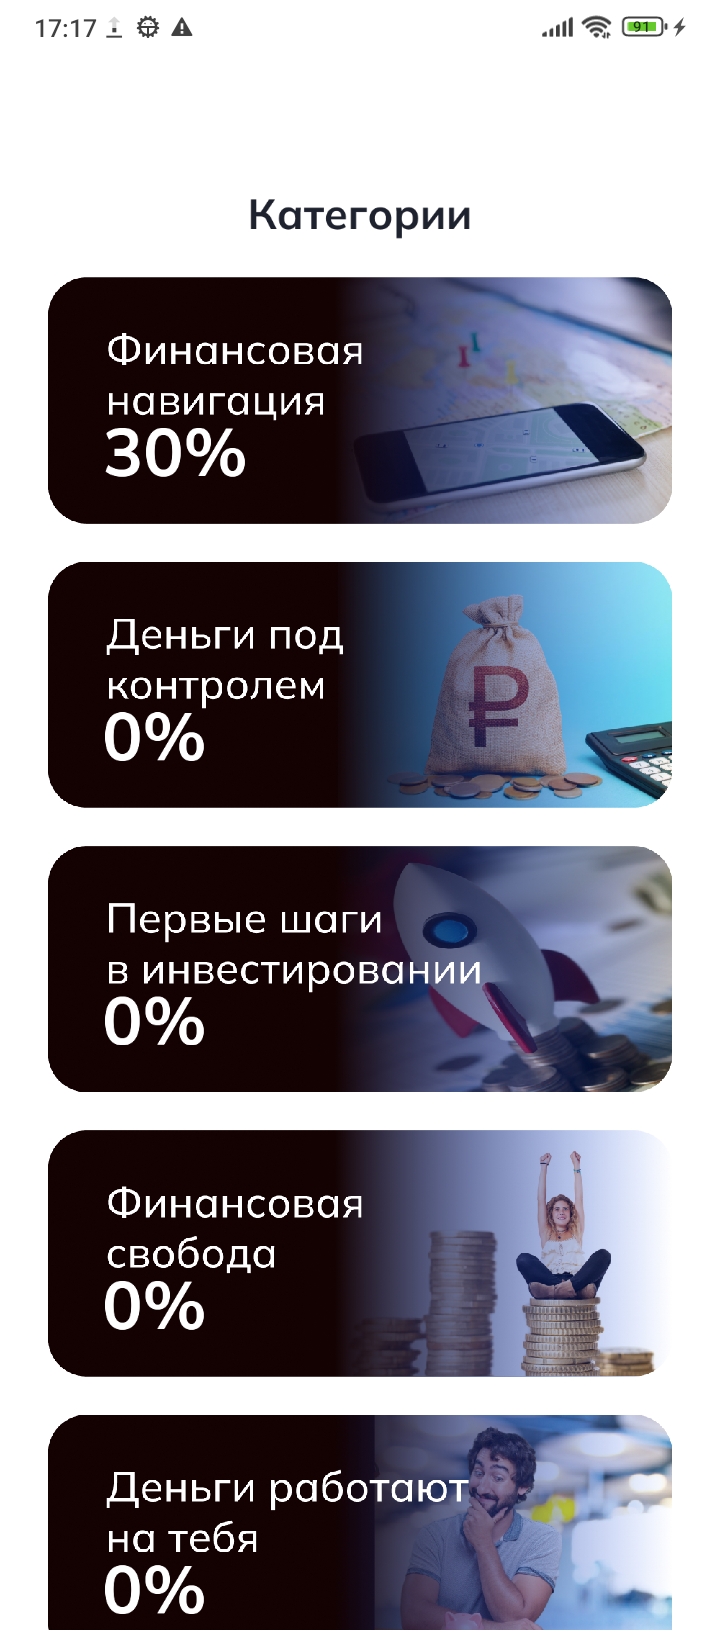 17:17
91
Категории
Финансовая
навигация
30%
Деньги под
контролем
0%
Первые шаги
в инвестировании
0%
Финансовая
свобода
0%
Деньги работают
на тебя
0%